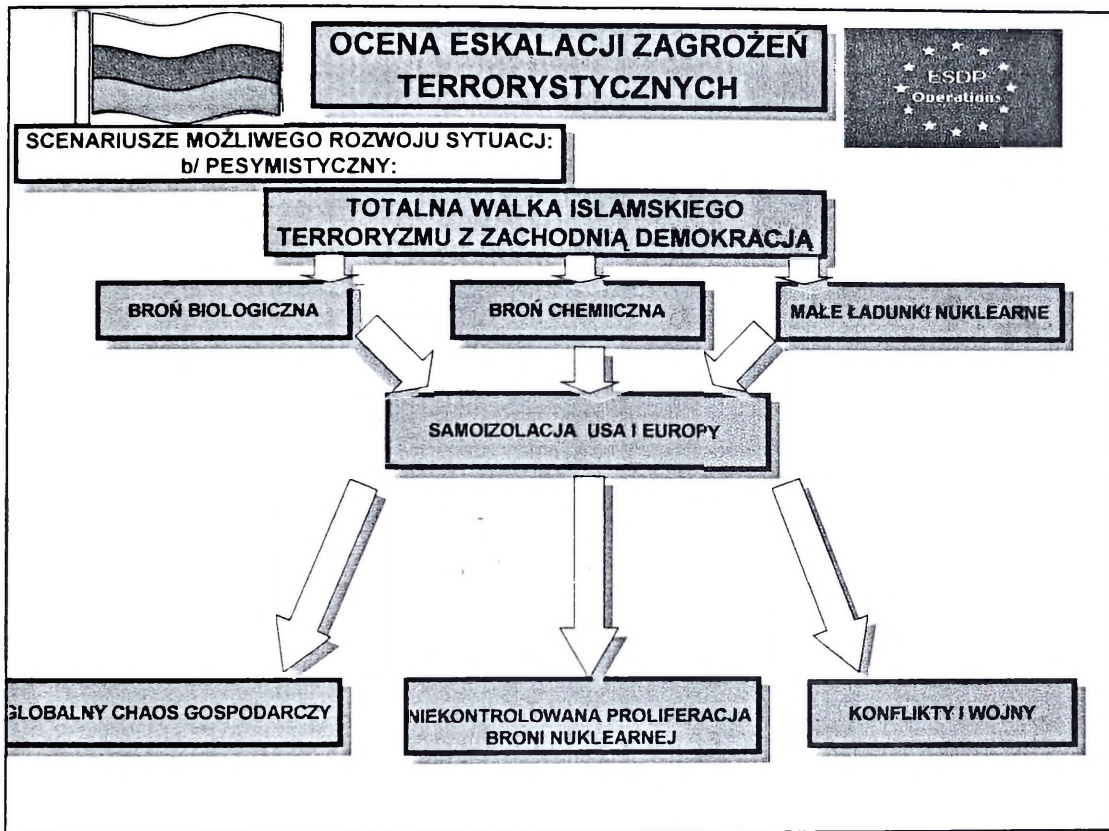 OCENA ESKALACJI ZAGROŻEŃ
TERRORYSTYCZNYCH
ESDP
Operations
SCENARIUSZE MOŻLIWEGO ROZWOJU SYTUACJ:
b/ PESYMISTYCZNY:
TOTALNA WALKA ISLAMSKIEGO
TERRORYZMU Z ZACHODNIĄ DEMOKRACJĄ
BROŃ BIOLOGICZNA
BROŃ CHEMIICZNA
MAŁE ŁADUNKI NUKLEARNE
SAMOIZOLACJA USA I EUROPY
GLOBALNY CHAOS GOSPODARCZY
NIEKONTROLOWANA PROLIFERACJA
BRONI NUKLEARNEJ
KONFLIKTY I WOJNY